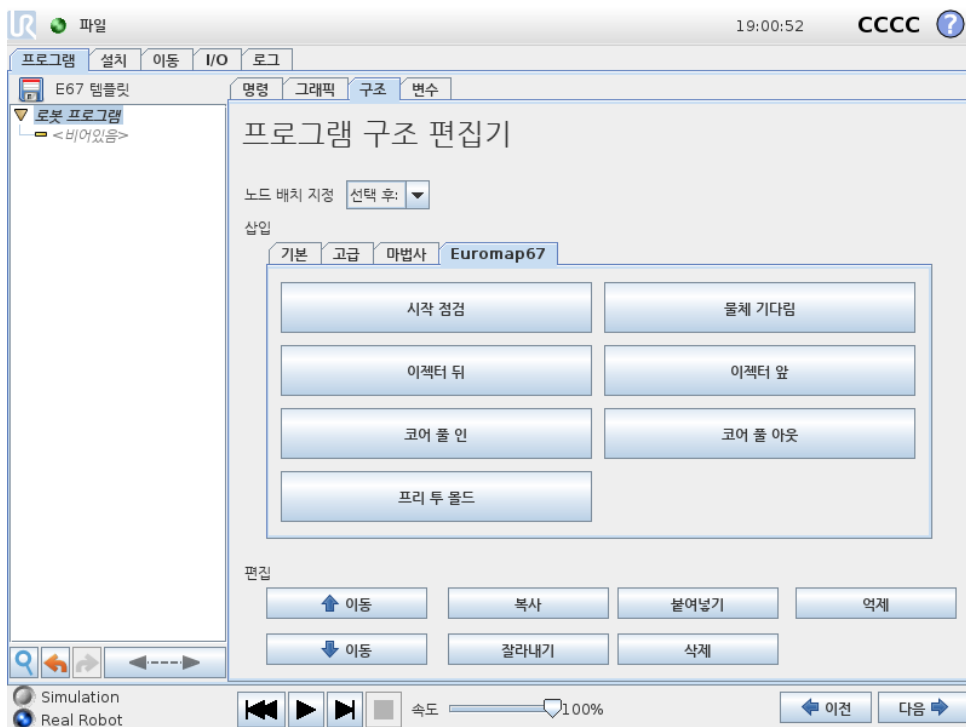 UR 파일 19:00:52 CCCC ?
프로그램 설치 이동 I/O 로그
E67 템플릿
명령 그래픽 구조 변수
로봇 프로그램
<비어있음>
프로그램 구조 편집기
노드 배치 지정 선택 후:
삽입
기본 고급 마법사 Euromap67
시작 점검 물체 기다림
이젝터 뒤 이젝터 앞
코어 풀 인 코어 풀 아웃
프리 투 몰드
편집
이동 복사 붙여넣기 억제
이동 잘라내기 삭제
Simulation
Real Robot
속도 100%
이전 다음